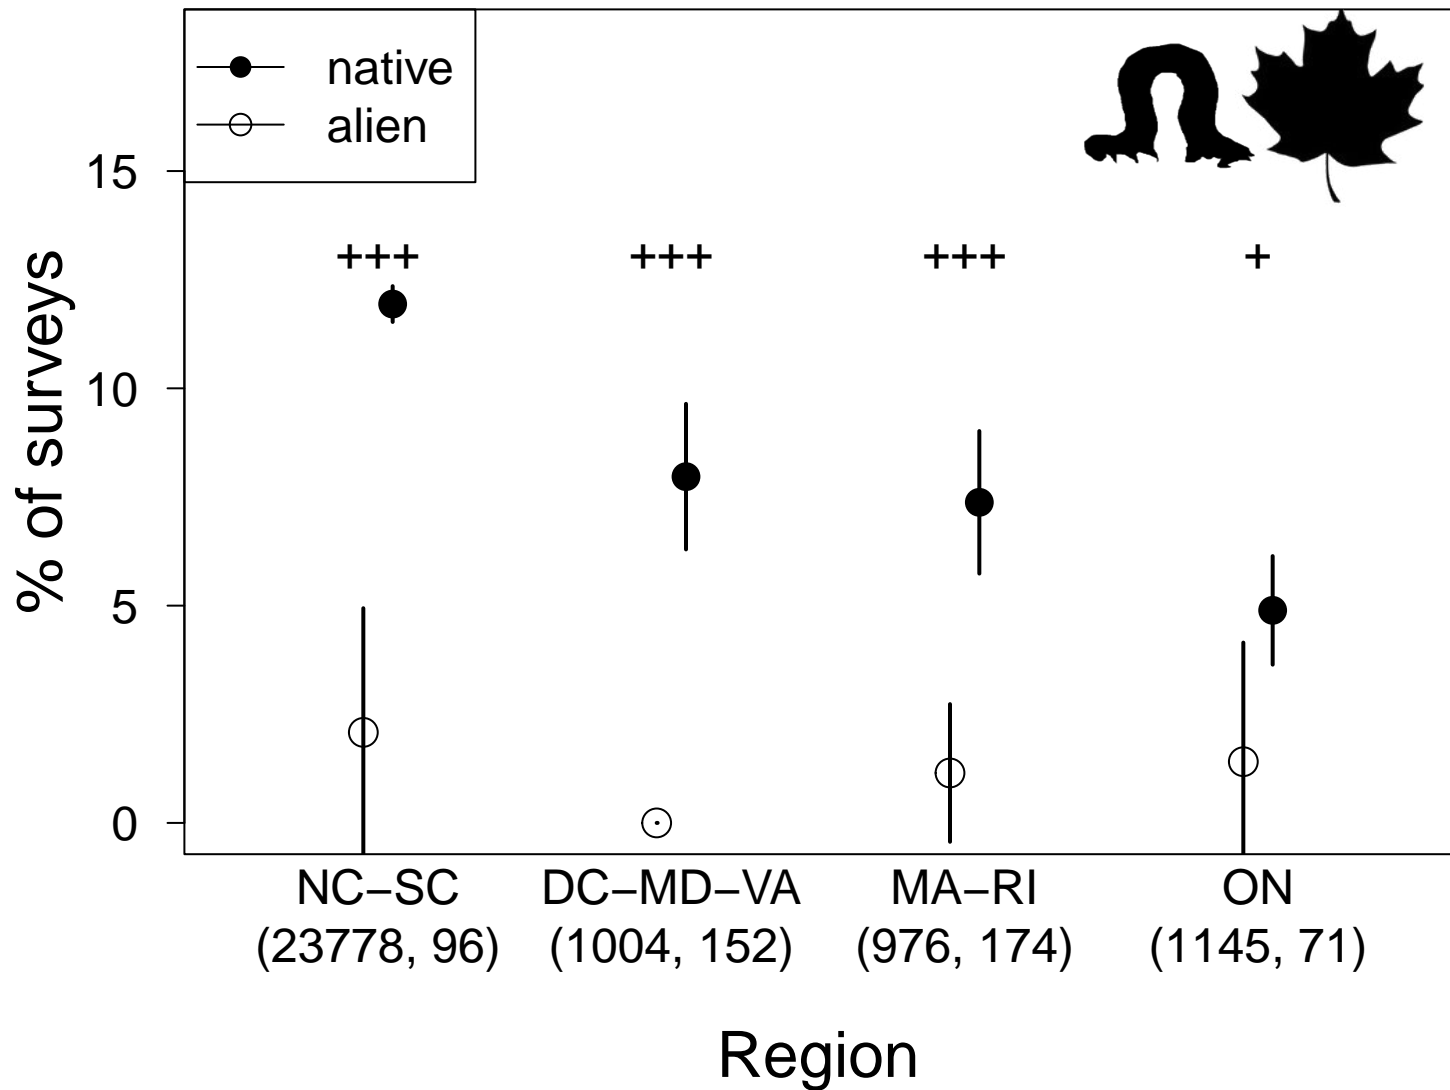 native
alien
% of surveys
15
10
5
0
+++ +++ +++ +
NC−SC DC−MD−VA MA−RI ON
(23778, 96) (1004, 152) (976, 174) (1145, 71)
Region